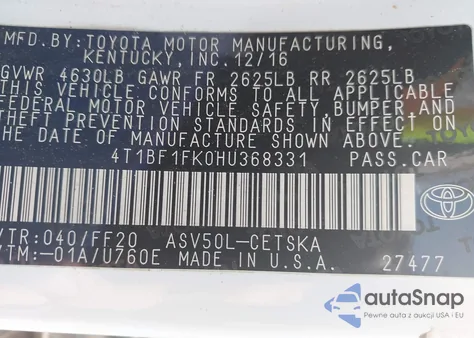 MFD. BY: TOYOTA MOTOR MANUFACTURING,
KENTUCKY, INC. 12/16
GVWR 4630LB GAWR FR 2625LB RR 2625LB
THIS VEHICLE CONFORMS TO ALL APPLICABLE
FEDERAL MOTOR VEHICLE SAFETY, BUMPER AND
THEFT PREVENTION STANDARDS IN EFFECT ON
THE DATE OF MANUFACTURE SHOWN ABOVE.
4T1BF1FK0HU368331 PASS.CAR
/TR: 040/FF20 ASV50L-CETSKA
/TM:-01A/U760E MADE IN U.S.A. 27477
autoSnap
Pojazdy z aukcji USA i EU